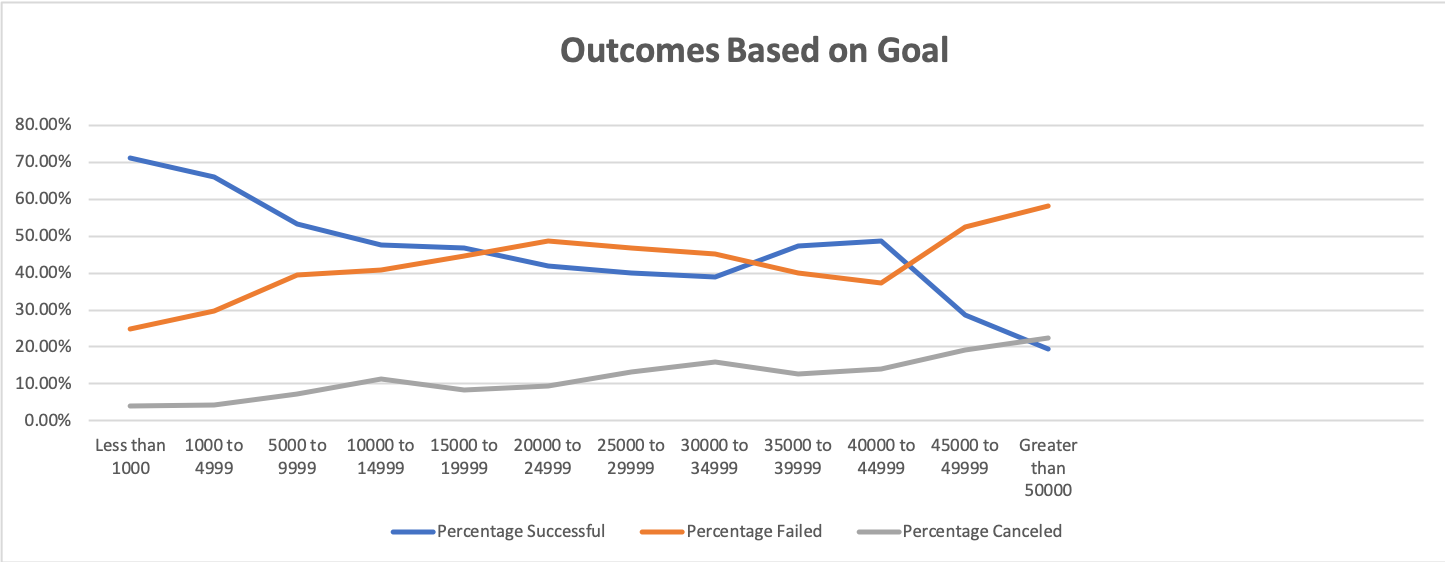 Outcomes Based on Goal
80.00%
70.00%
60.00%
50.00%
40.00%
30.00%
20.00%
10.00%
0.00%
Less than 1000 to 5000 to 10000 to 15000 to 20000 to 25000 to 30000 to 35000 to 40000 to 45000 to Greater
1000 4999 9999 14999 19999 24999 29999 34999 39999 44999 49999 than
50000
Percentage Successful Percentage Failed Percentage Canceled